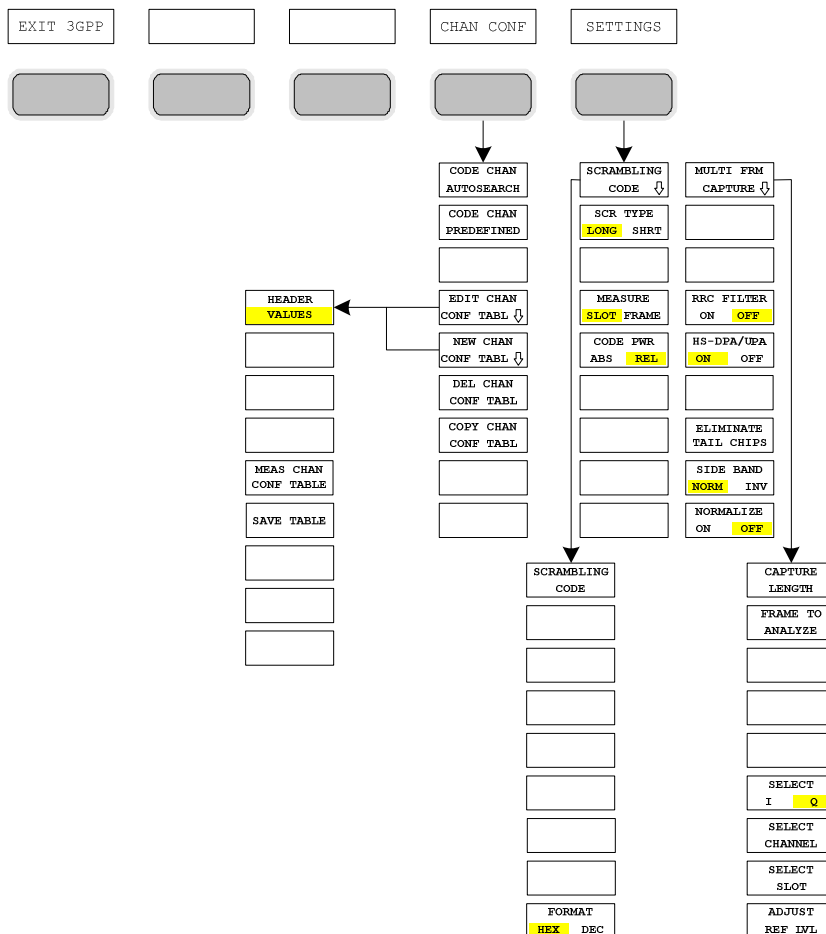 EXIT 3GPP
CHAN CONF
SETTINGS
CODE CHAN
AUTOSEARCH
CODE CHAN
PREDEFINED
EDIT CHAN
CONF TABL
NEW CHAN
CONF TABL
DEL CHAN
CONF TABL
COPY CHAN
CONF TABL
HEADER
VALUES
MEAS CHAN
CONF TABLE
SAVE TABLE
SCRAMBLING
CODE
SCR TYPE
LONG SHRT
MEASURE
SLOT FRAME
CODE PWR
ABS REL
MULTI FRM
CAPTURE
RRC FILTER
ON OFF
HS-DPA/UPA
ON OFF
ELIMINATE
TAIL CHIPS
SIDE BAND
NORM INV
NORMALIZE
ON OFF
SCRAMBLING
CODE
FORMAT
HEX DEC
CAPTURE
LENGTH
FRAME TO
ANALYZE
SELECT
I Q
SELECT
CHANNEL
SELECT
SLOT
ADJUST
REF LVL